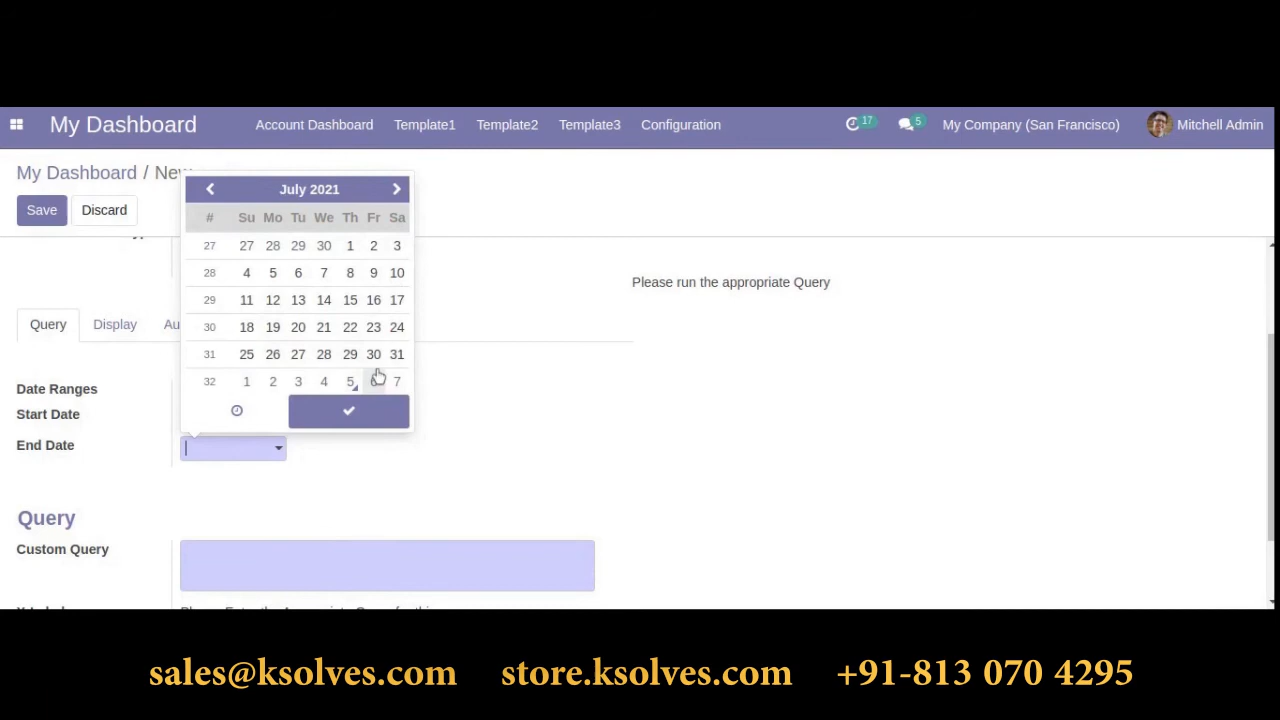 My Dashboard Account Dashboard Template1 Template2 Template3 Configuration 17 5 My Company (San Francisco) Mitchell Admin
My Dashboard / New
Save Discard
July 2021
# Su Mo Tu We Th Fr Sa
27 27 28 29 30 1 2 3
28 4 5 6 7 8 9 10
29 11 12 13 14 15 16 17
30 18 19 20 21 22 23 24
31 25 26 27 28 29 30 31
32 1 2 3 4 5 6 7
Please run the appropriate Query
Query Display Au
Date Ranges
Start Date
End Date
Query
Custom Query
sales@ksolves.com store.ksolves.com +91-813 070 4295